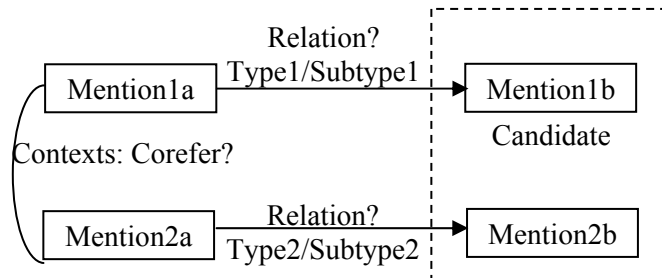 Relation?
Type1/Subtype1
Mention1a
Mention1b
Candidate
Contexts: Corefer?
Relation?
Type2/Subtype2
Mention2a
Mention2b